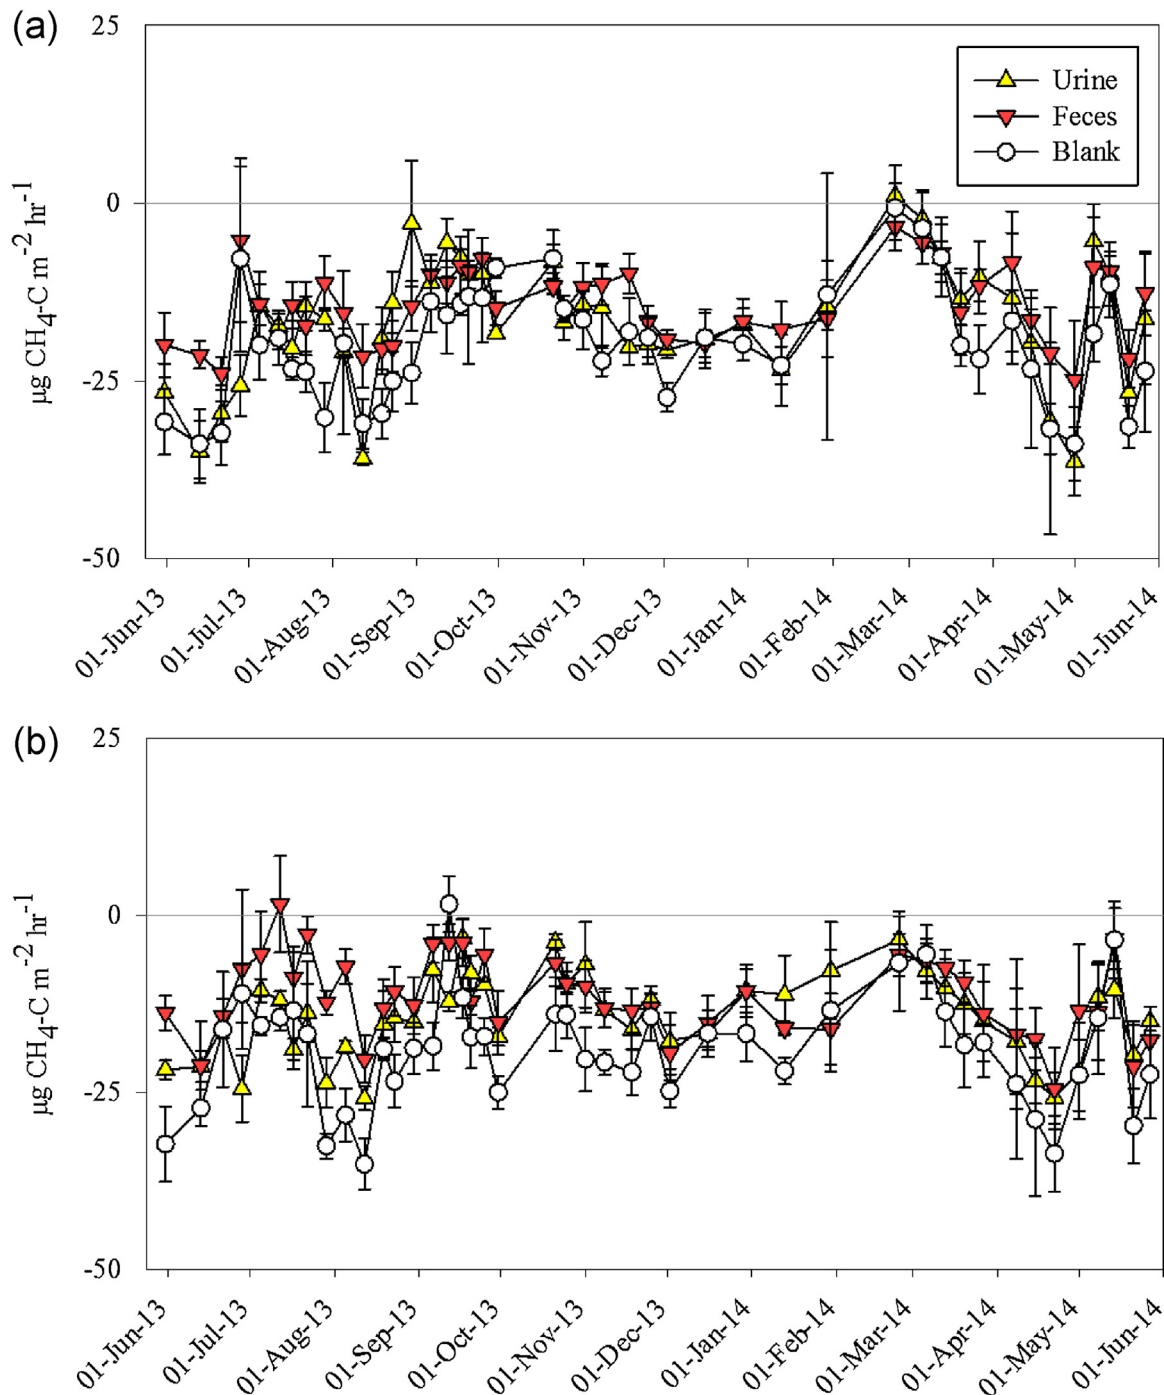 (a)
25
0
-25
-50
µg CH4-C m-2 hr-1
Urine
Feces
Blank
01-Jun-13
01-Jul-13
01-Aug-13
01-Sep-13
01-Oct-13
01-Nov-13
01-Dec-13
01-Jan-14
01-Feb-14
01-Mar-14
01-Apr-14
01-May-14
01-Jun-14
(b)
25
0
-25
-50
µg CH4-C m-2 hr-1
01-Jun-13
01-Jul-13
01-Aug-13
01-Sep-13
01-Oct-13
01-Nov-13
01-Dec-13
01-Jan-14
01-Feb-14
01-Mar-14
01-Apr-14
01-May-14
01-Jun-14